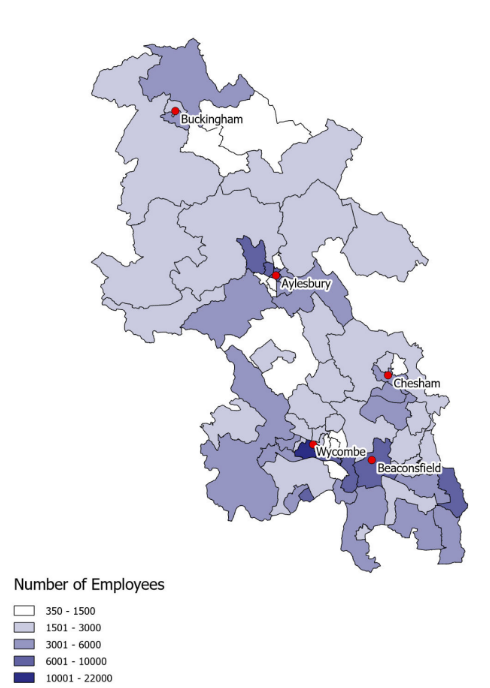 Buckingham
Aylesbury
Chesham
Wycombe
Beaconsfield
Number of Employees
350 - 1500
1501 - 3000
3001 - 6000
6001 - 10000
10001 - 22000